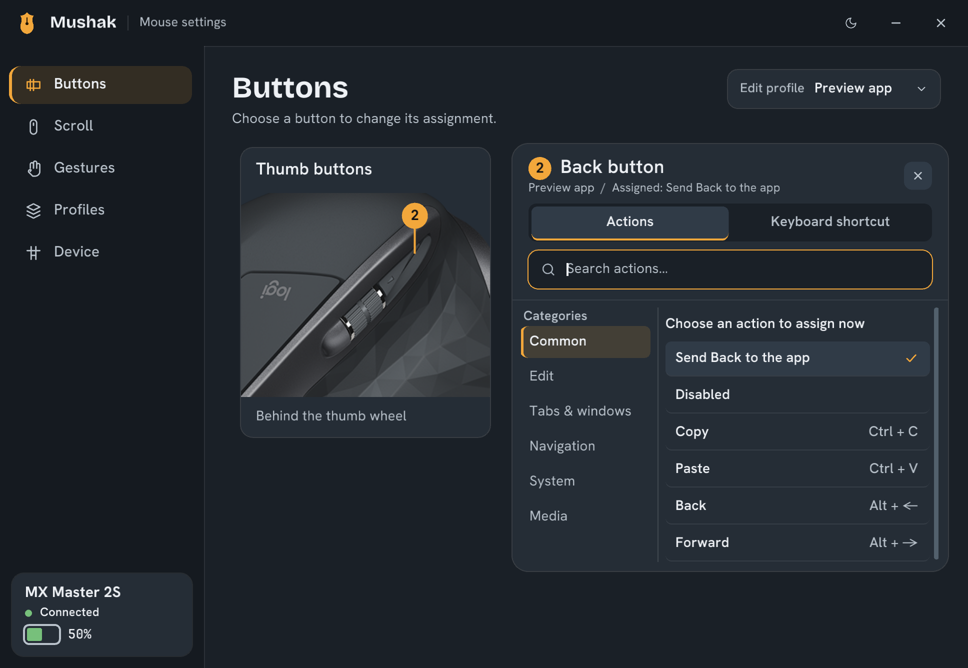 Mushak
Mouse settings
Buttons
Scroll
Gestures
Profiles
Device
MX Master 2S
Connected
50%
Buttons
Choose a button to change its assignment.
Edit profile Preview app
Thumb buttons
2
logi
Behind the thumb wheel
2 Back button
Preview app / Assigned: Send Back to the app
Actions
Keyboard shortcut
Search actions...
Categories
Common
Edit
Tabs & windows
Navigation
System
Media
Choose an action to assign now
Send Back to the app
Disabled
Copy Ctrl + C
Paste Ctrl + V
Back Alt + ←
Forward Alt + →